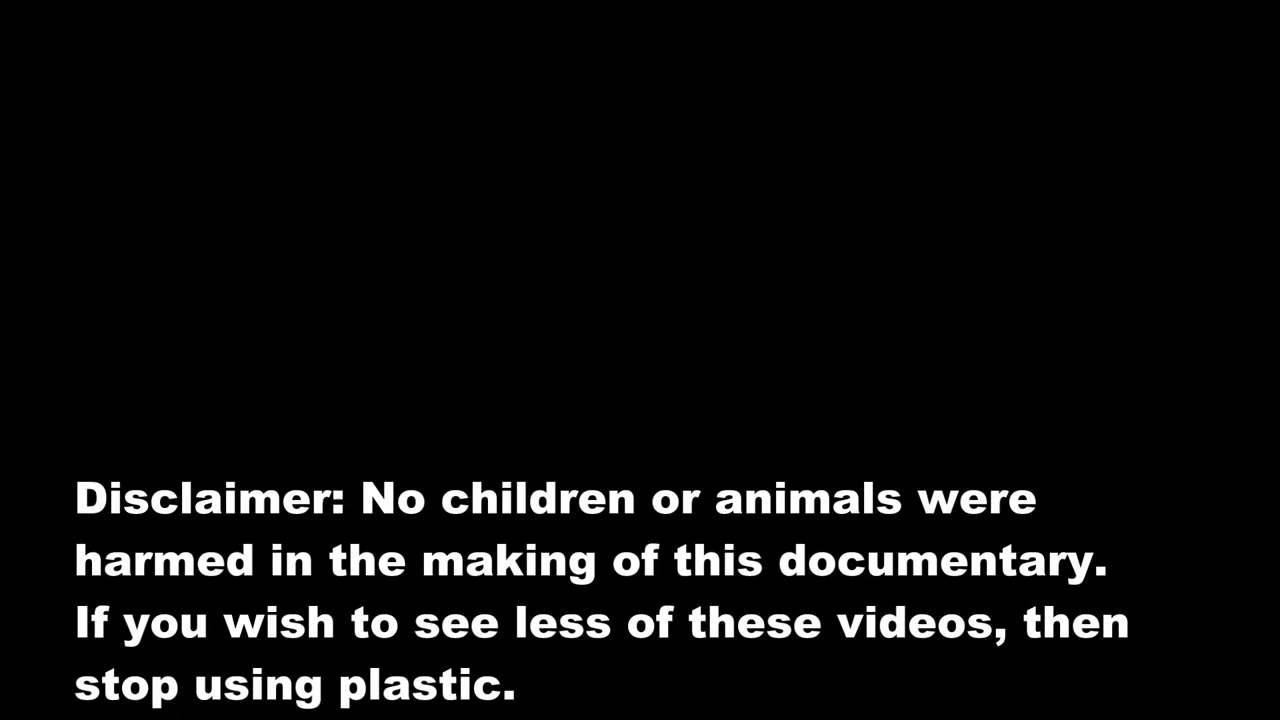 Disclaimer: No children or animals were
harmed in the making of this documentary.
If you wish to see less of these videos, then
stop using plastic.